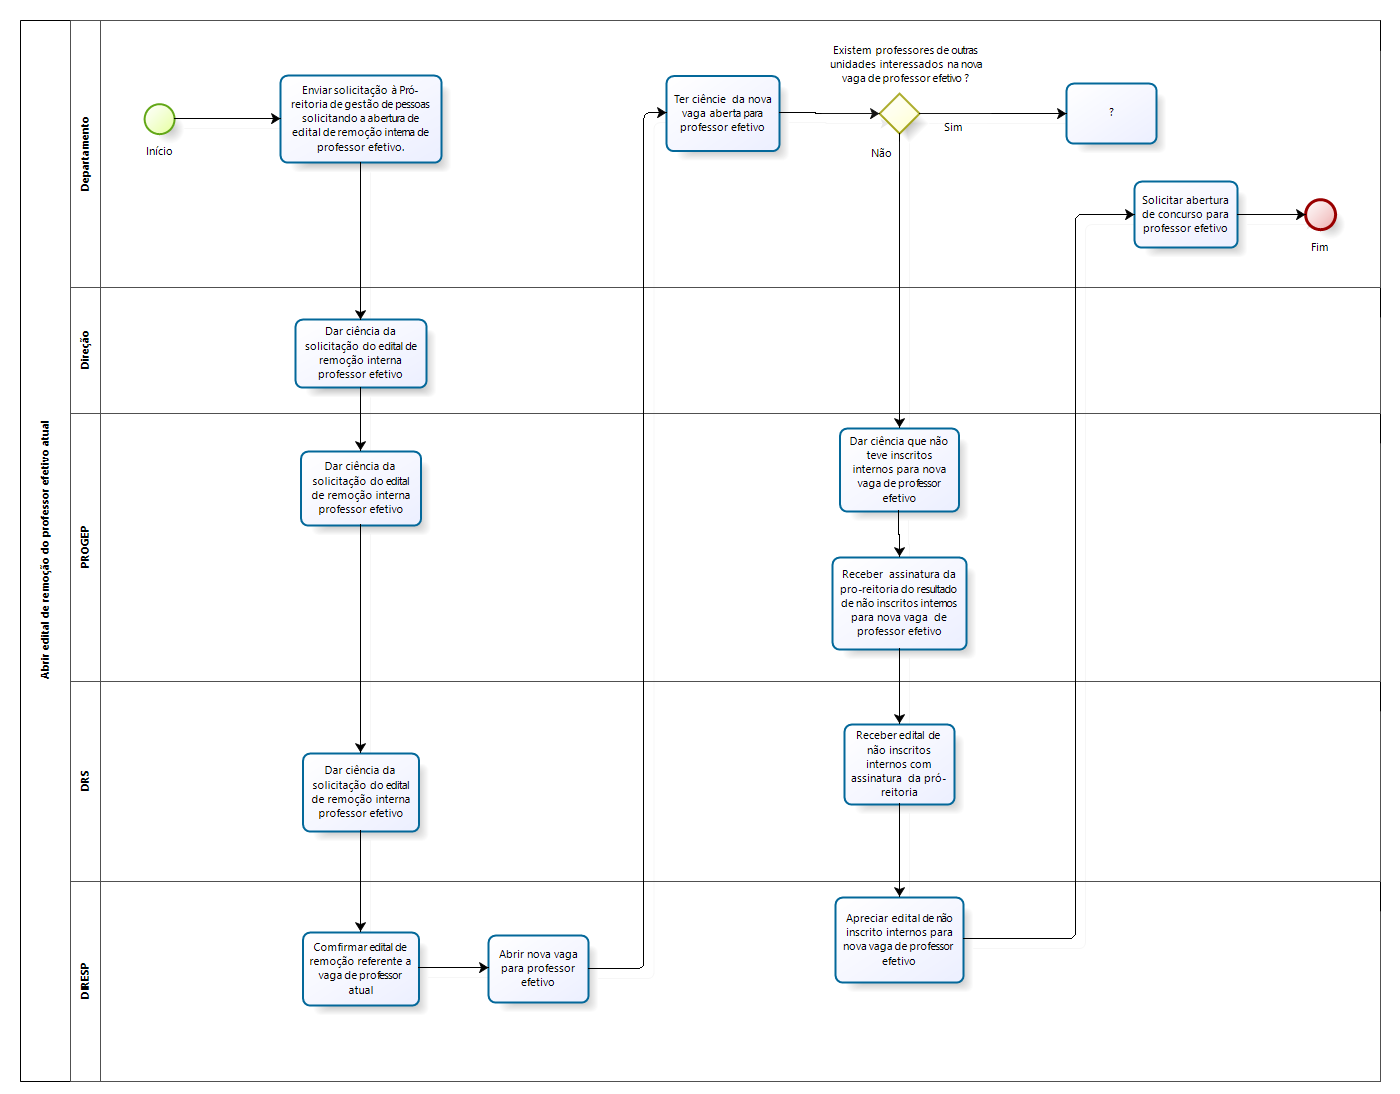 Abrir edital de remoção do professor efetivo atual
Departamento
Início
Enviar solicitação à Pró-
reitoria de gestão de pessoas
solicitando a abertura de
edital de remoção interna de
professor efetivo.
Ter ciêncie da nova
vaga aberta para
professor efetivo
Existem professores de outras
unidades interessados na nova
vaga de professor efetivo ?
Sim
Não
?
Solicitar abertura
de concurso para
professor efetivo
Fim
Direção
Dar ciência da
solicitação do edital de
remoção interna
professor efetivo
PROGEP
Dar ciência da
solicitação do edital
de remoção interna
professor efetivo
Dar ciência que não
teve inscritos
internos para nova
vaga de professor
efetivo
Receber assinatura da
pro-reitoria do resultado
de não inscritos internos
para nova vaga de
professor efetivo
DRS
Dar ciência da
solicitação do edital
de remoção interna
professor efetivo
Receber edital de
não inscritos
internos com
assinatura da pró-
reitoria
DIRESP
Comfirmar edital de
remoção referente a
vaga de professor
atual
Abrir nova vaga
para professor
efetivo
Apreciar edital de não
inscrito internos para
nova vaga de professor
efetivo